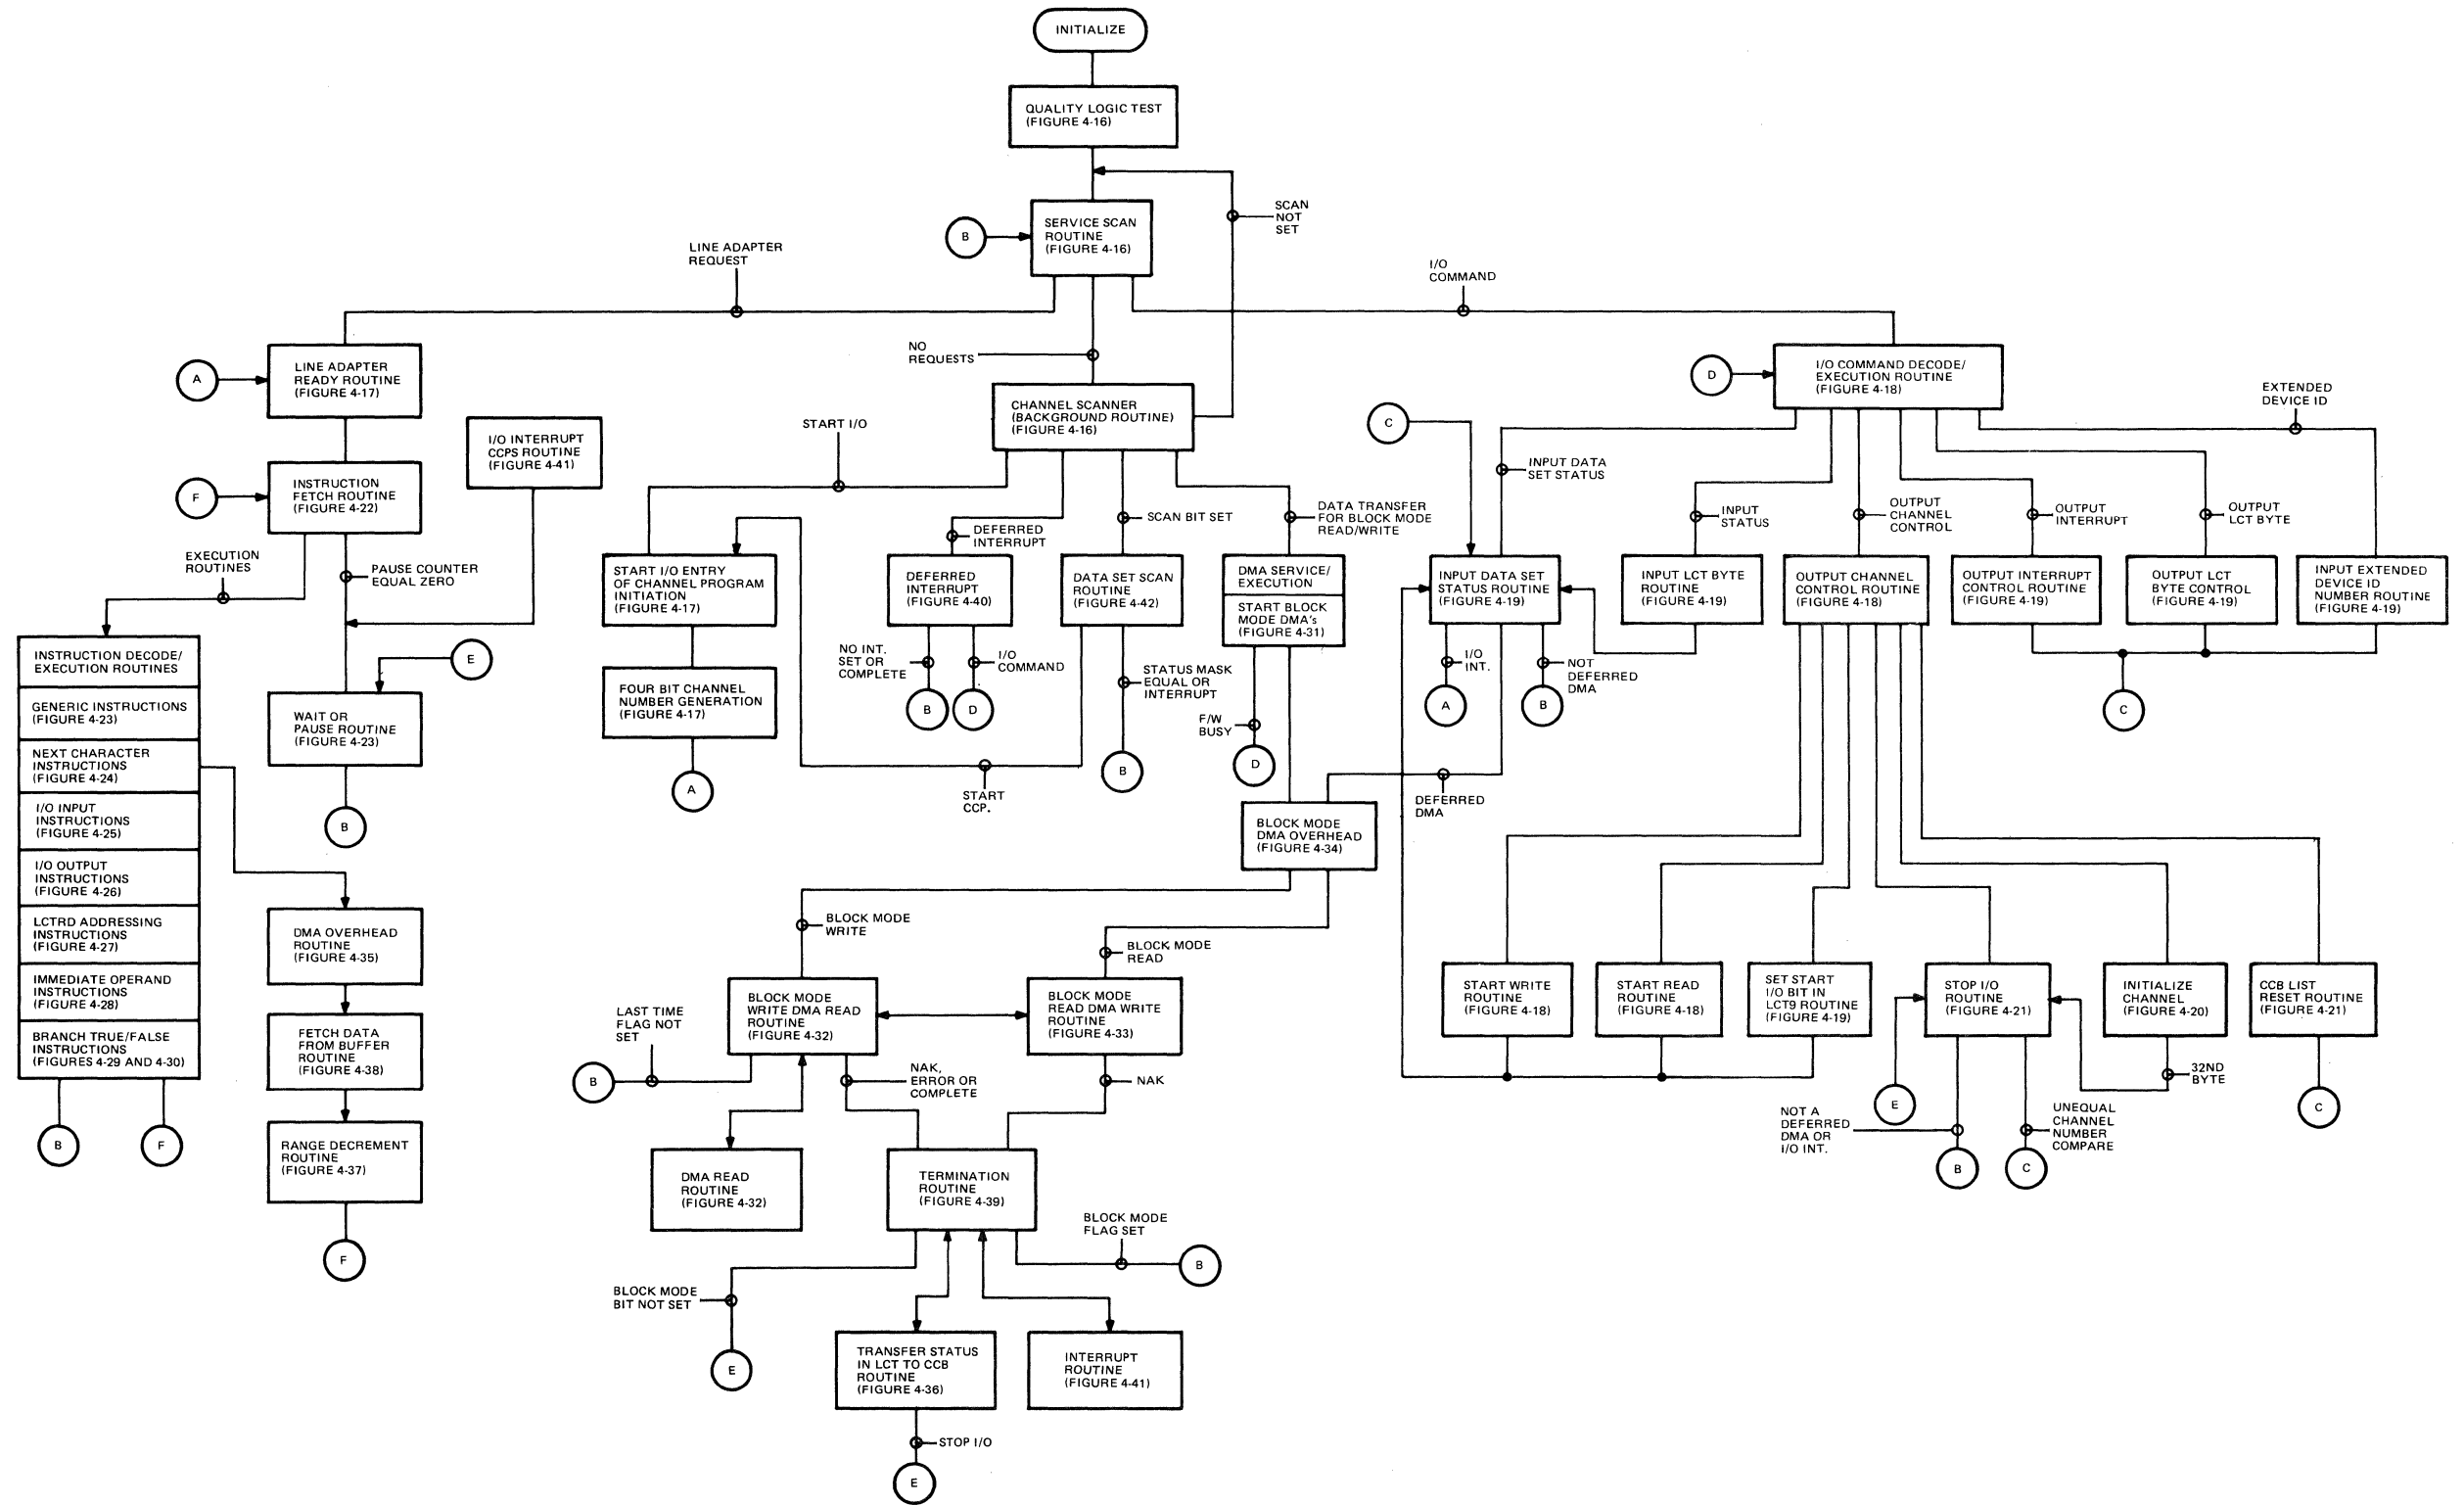 INITIALIZE
QUALITY LOGIC TEST
(FIGURE 4-16)
SERVICE SCAN
ROUTINE
(FIGURE 4-16)
B
SCAN
NOT
SET
LINE ADAPTER
REQUEST
I/O
COMMAND
NO
REQUESTS
A
LINE ADAPTER
READY ROUTINE
(FIGURE 4-17)
CHANNEL SCANNER
(BACKGROUND ROUTINE)
(FIGURE 4-16)
D
I/O COMMAND DECODE/
EXECUTION ROUTINE
(FIGURE 4-18)
EXTENDED
DEVICE ID
C
START I/O
I/O INTERRUPT
CCPS ROUTINE
(FIGURE 4-41)
F
INSTRUCTION
FETCH ROUTINE
(FIGURE 4-22)
DEFERRED
INTERRUPT
SCAN BIT SET
DATA TRANSFER
FOR BLOCK MODE
READ/WRITE
INPUT DATA
SET STATUS
INPUT
STATUS
OUTPUT
CHANNEL
CONTROL
OUTPUT
INTERRUPT
OUTPUT
LCT BYTE
EXECUTION
ROUTINES
PAUSE COUNTER
EQUAL ZERO
START I/O ENTRY
OF CHANNEL PROGRAM
INITIATION
(FIGURE 4-17)
DEFERRED
INTERRUPT
(FIGURE 4-40)
DATA SET SCAN
ROUTINE
(FIGURE 4-42)
DMA SERVICE/
EXECUTION
START BLOCK
MODE DMA's
(FIGURE 4-31)
INPUT DATA SET
STATUS ROUTINE
(FIGURE 4-19)
INPUT LCT BYTE
ROUTINE
(FIGURE 4-19)
OUTPUT CHANNEL
CONTROL ROUTINE
(FIGURE 4-18)
OUTPUT INTERRUPT
CONTROL ROUTINE
(FIGURE 4-19)
OUTPUT LCT
BYTE CONTROL
(FIGURE 4-19)
INPUT EXTENDED
DEVICE ID
NUMBER ROUTINE
(FIGURE 4-19)
INSTRUCTION DECODE/
EXECUTION ROUTINES
GENERIC INSTRUCTIONS
(FIGURE 4-23)
NEXT CHARACTER
INSTRUCTIONS
(FIGURE 4-24)
I/O INPUT
INSTRUCTIONS
(FIGURE 4-25)
I/O OUTPUT
INSTRUCTIONS
(FIGURE 4-26)
LCTRD ADDRESSING
INSTRUCTIONS
(FIGURE 4-27)
IMMEDIATE OPERAND
INSTRUCTIONS
(FIGURE 4-28)
BRANCH TRUE/FALSE
INSTRUCTIONS
(FIGURES 4-29 AND 4-30)
B
F
E
WAIT OR
PAUSE ROUTINE
(FIGURE 4-23)
B
DMA OVERHEAD
ROUTINE
(FIGURE 4-35)
FETCH DATA
FROM BUFFER
ROUTINE
(FIGURE 4-38)
RANGE DECREMENT
ROUTINE
(FIGURE 4-37)
F
FOUR BIT CHANNEL
NUMBER GENERATION
(FIGURE 4-17)
A
NO INT.
SET OR
COMPLETE
I/O
COMMAND
B
D
STATUS MASK
EQUAL OR
INTERRUPT
B
START
CCP.
F/W
BUSY
D
I/O
INT.
NOT
DEFERRED
DMA
A
B
C
DEFERRED
DMA
BLOCK MODE
DMA OVERHEAD
(FIGURE 4-34)
BLOCK MODE
WRITE
BLOCK MODE
READ
BLOCK MODE
WRITE DMA READ
ROUTINE
(FIGURE 4-32)
BLOCK MODE
READ DMA WRITE
ROUTINE
(FIGURE 4-33)
LAST TIME
FLAG NOT
SET
B
NAK,
ERROR OR
COMPLETE
NAK
DMA READ
ROUTINE
(FIGURE 4-32)
TERMINATION
ROUTINE
(FIGURE 4-39)
BLOCK MODE
FLAG SET
B
BLOCK MODE
BIT NOT SET
E
TRANSFER STATUS
IN LCT TO CCB
ROUTINE
(FIGURE 4-36)
INTERRUPT
ROUTINE
(FIGURE 4-41)
STOP I/O
E
START WRITE
ROUTINE
(FIGURE 4-18)
START READ
ROUTINE
(FIGURE 4-18)
SET START
I/O BIT IN
LCT9 ROUTINE
(FIGURE 4-19)
STOP I/O
ROUTINE
(FIGURE 4-21)
INITIALIZE
CHANNEL
(FIGURE 4-20)
CCB LIST
RESET ROUTINE
(FIGURE 4-21)
32ND
BYTE
E
C
NOT A
DEFERRED
DMA OR
I/O INT.
UNEQUAL
CHANNEL
NUMBER
COMPARE
B
C